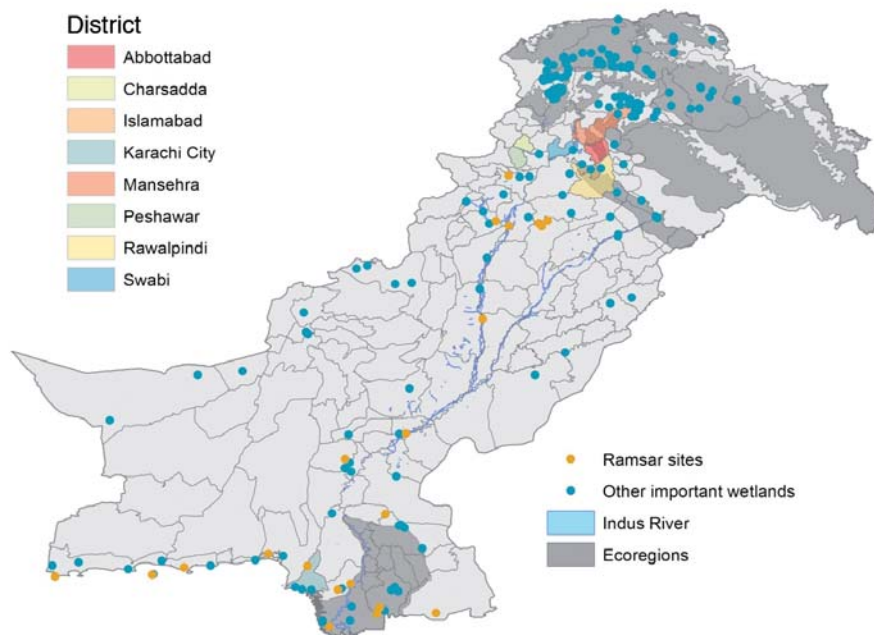 District
Abbottabad
Charsadda
Islamabad
Karachi City
Mansehra
Peshawar
Rawalpindi
Swabi
Ramsar sites
Other important wetlands
Indus River
Ecoregions